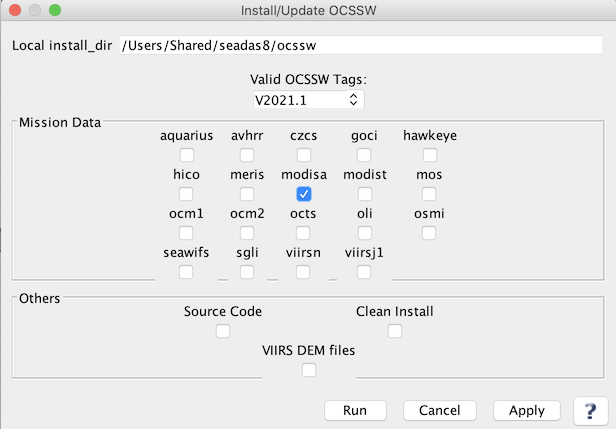 Install/Update OCSSW
Local install_dir /Users/Shared/seadas8/ocssw
Valid OCSSW Tags:
V2021.1
Mission Data
aquarius avhrr czcs goci hawkeye
hico meris modisa modist mos
ocm1 ocm2 octs oli osmi
seawifs sgli viirsn viirsj1
Others
Source Code Clean Install
VIIRS DEM files
Run Cancel Apply ?